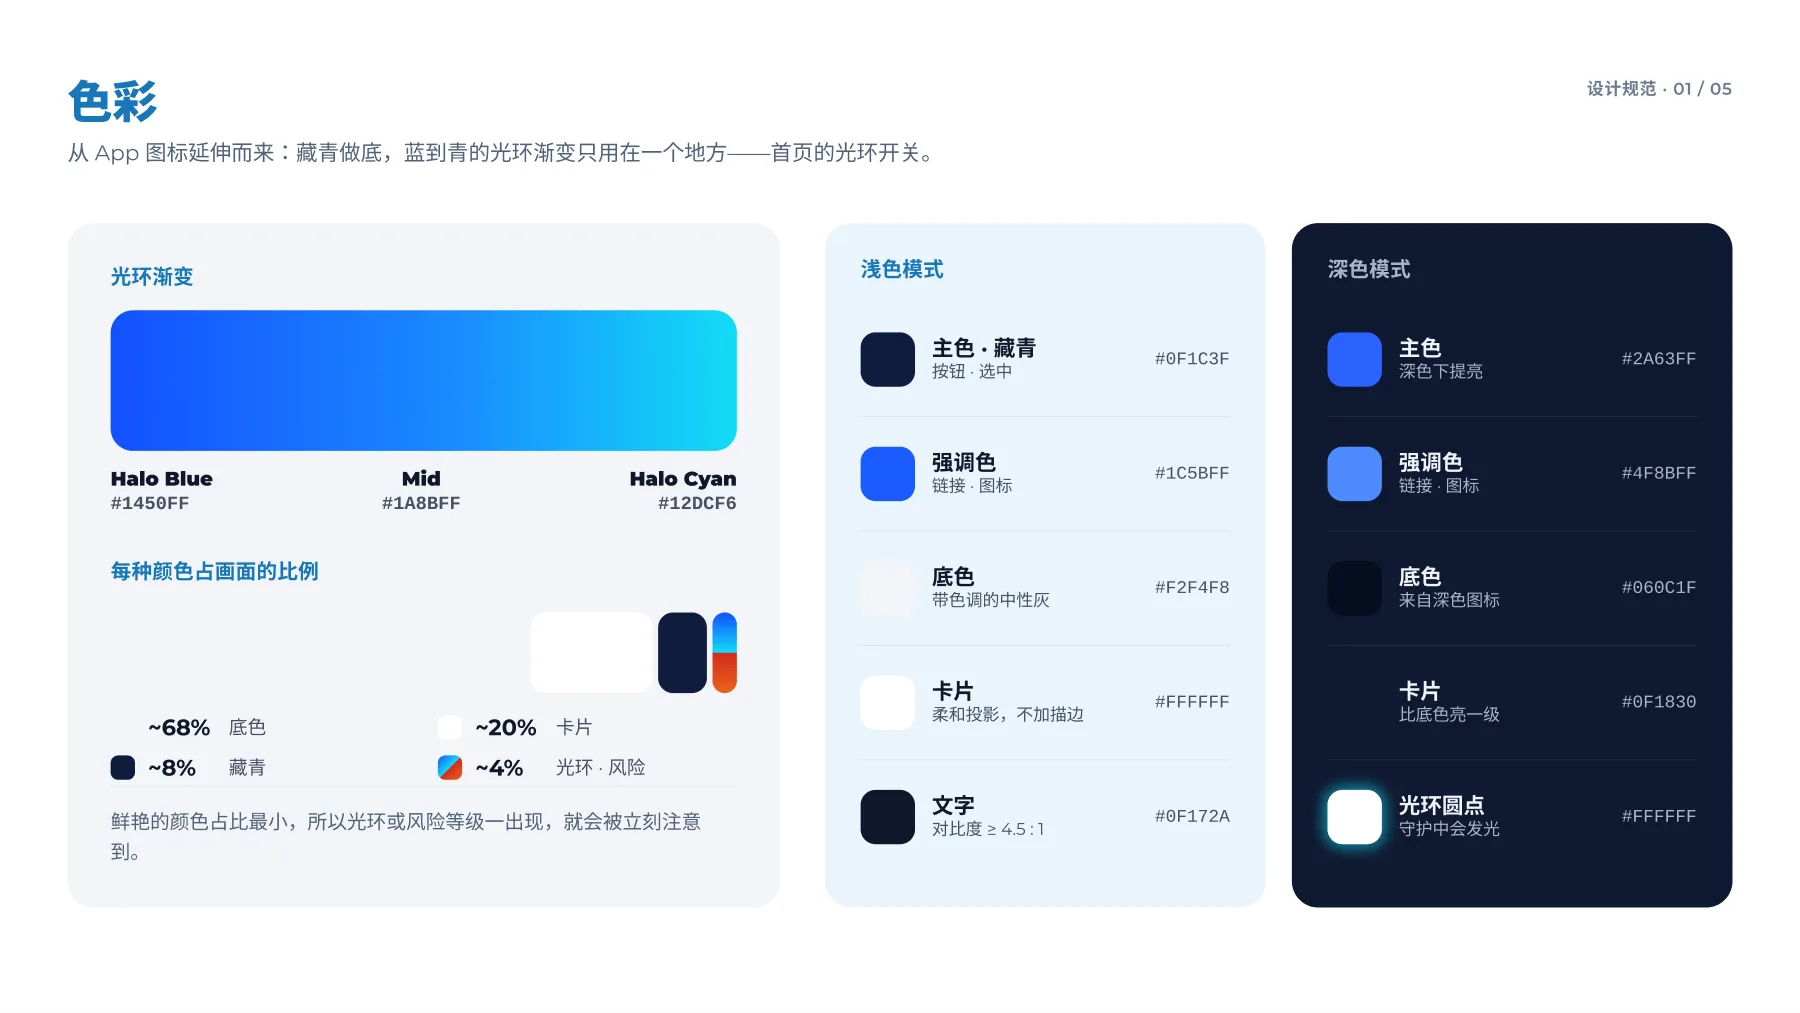 色彩
设计规范 · 01 / 05
从 App 图标延伸而来：藏青做底，蓝到青的光环渐变只用在一个地方——首页的光环开关。
光环渐变
Halo Blue
#1450FF
Mid
#1A8BFF
Halo Cyan
#12DCF6
每种颜色占画面的比例
~68% 底色
~20% 卡片
~8% 藏青
~4% 光环 · 风险
鲜艳的颜色占比最小，所以光环或风险等级一出现，就会被立刻注意
到。
浅色模式
主色 · 藏青
按钮 · 选中
#0F1C3F
强调色
链接 · 图标
#1C5BFF
底色
带色调的中性灰
#F2F4F8
卡片
柔和投影，不加描边
#FFFFFF
文字
对比度 ≥ 4.5 : 1
#0F172A
深色模式
主色
深色下提亮
#2A63FF
强调色
链接 · 图标
#4F8BFF
底色
来自深色图标
#060C1F
卡片
比底色亮一级
#0F1830
光环圆点
守护中会发光
#FFFFFF